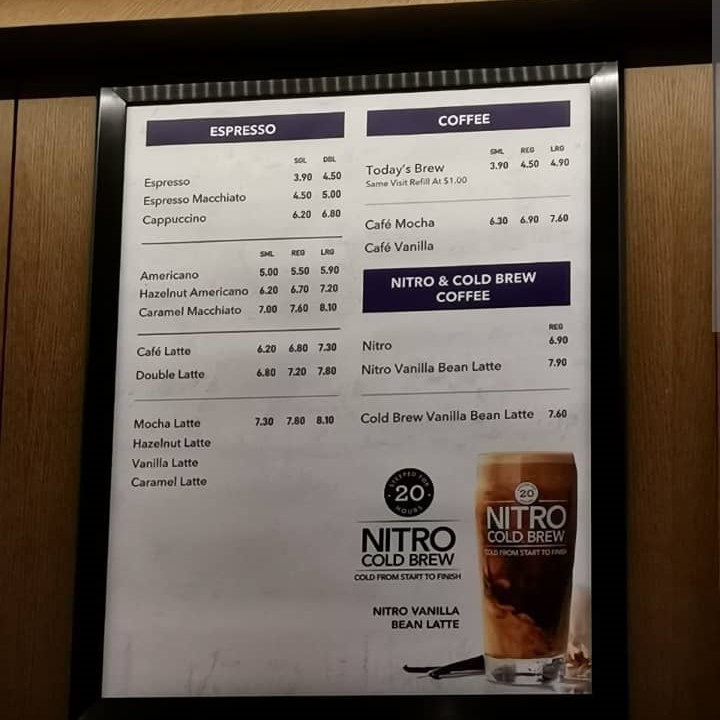 ESPRESSO
SGL DBL
Espresso 3.90 4.50
Espresso Macchiato 4.50 5.00
Cappuccino 6.20 6.80
SML REG LRG
Americano 5.00 5.50 5.90
Hazelnut Americano 6.20 6.70 7.20
Caramel Macchiato 7.00 7.60 8.10
Café Latte 6.20 6.80 7.30
Double Latte 6.80 7.20 7.80
Mocha Latte 7.30 7.80 8.10
Hazelnut Latte
Vanilla Latte
Caramel Latte
COFFEE
SML REG LRG
Today's Brew 3.90 4.50 4.90
Same Visit Refill At $1.00
Café Mocha 6.30 6.90 7.60
Café Vanilla
NITRO & COLD BREW
COFFEE
REG
Nitro 6.90
Nitro Vanilla Bean Latte 7.90
Cold Brew Vanilla Bean Latte 7.60
STEEPED FOR
20
HOURS
NITRO
COLD BREW
COLD FROM START TO FINISH
NITRO VANILLA
BEAN LATTE
20
NITRO
COLD BREW
COLD FROM START TO FINISH